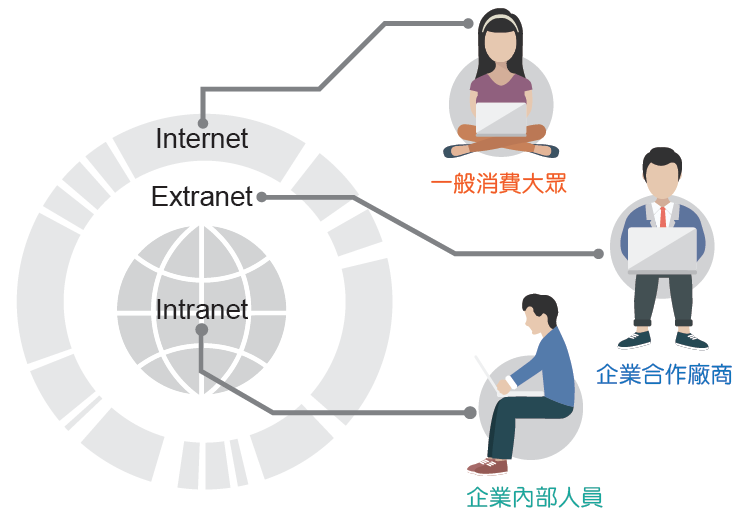 Internet
一般消費大眾
Extranet
企業合作廠商
Intranet
企業內部人員